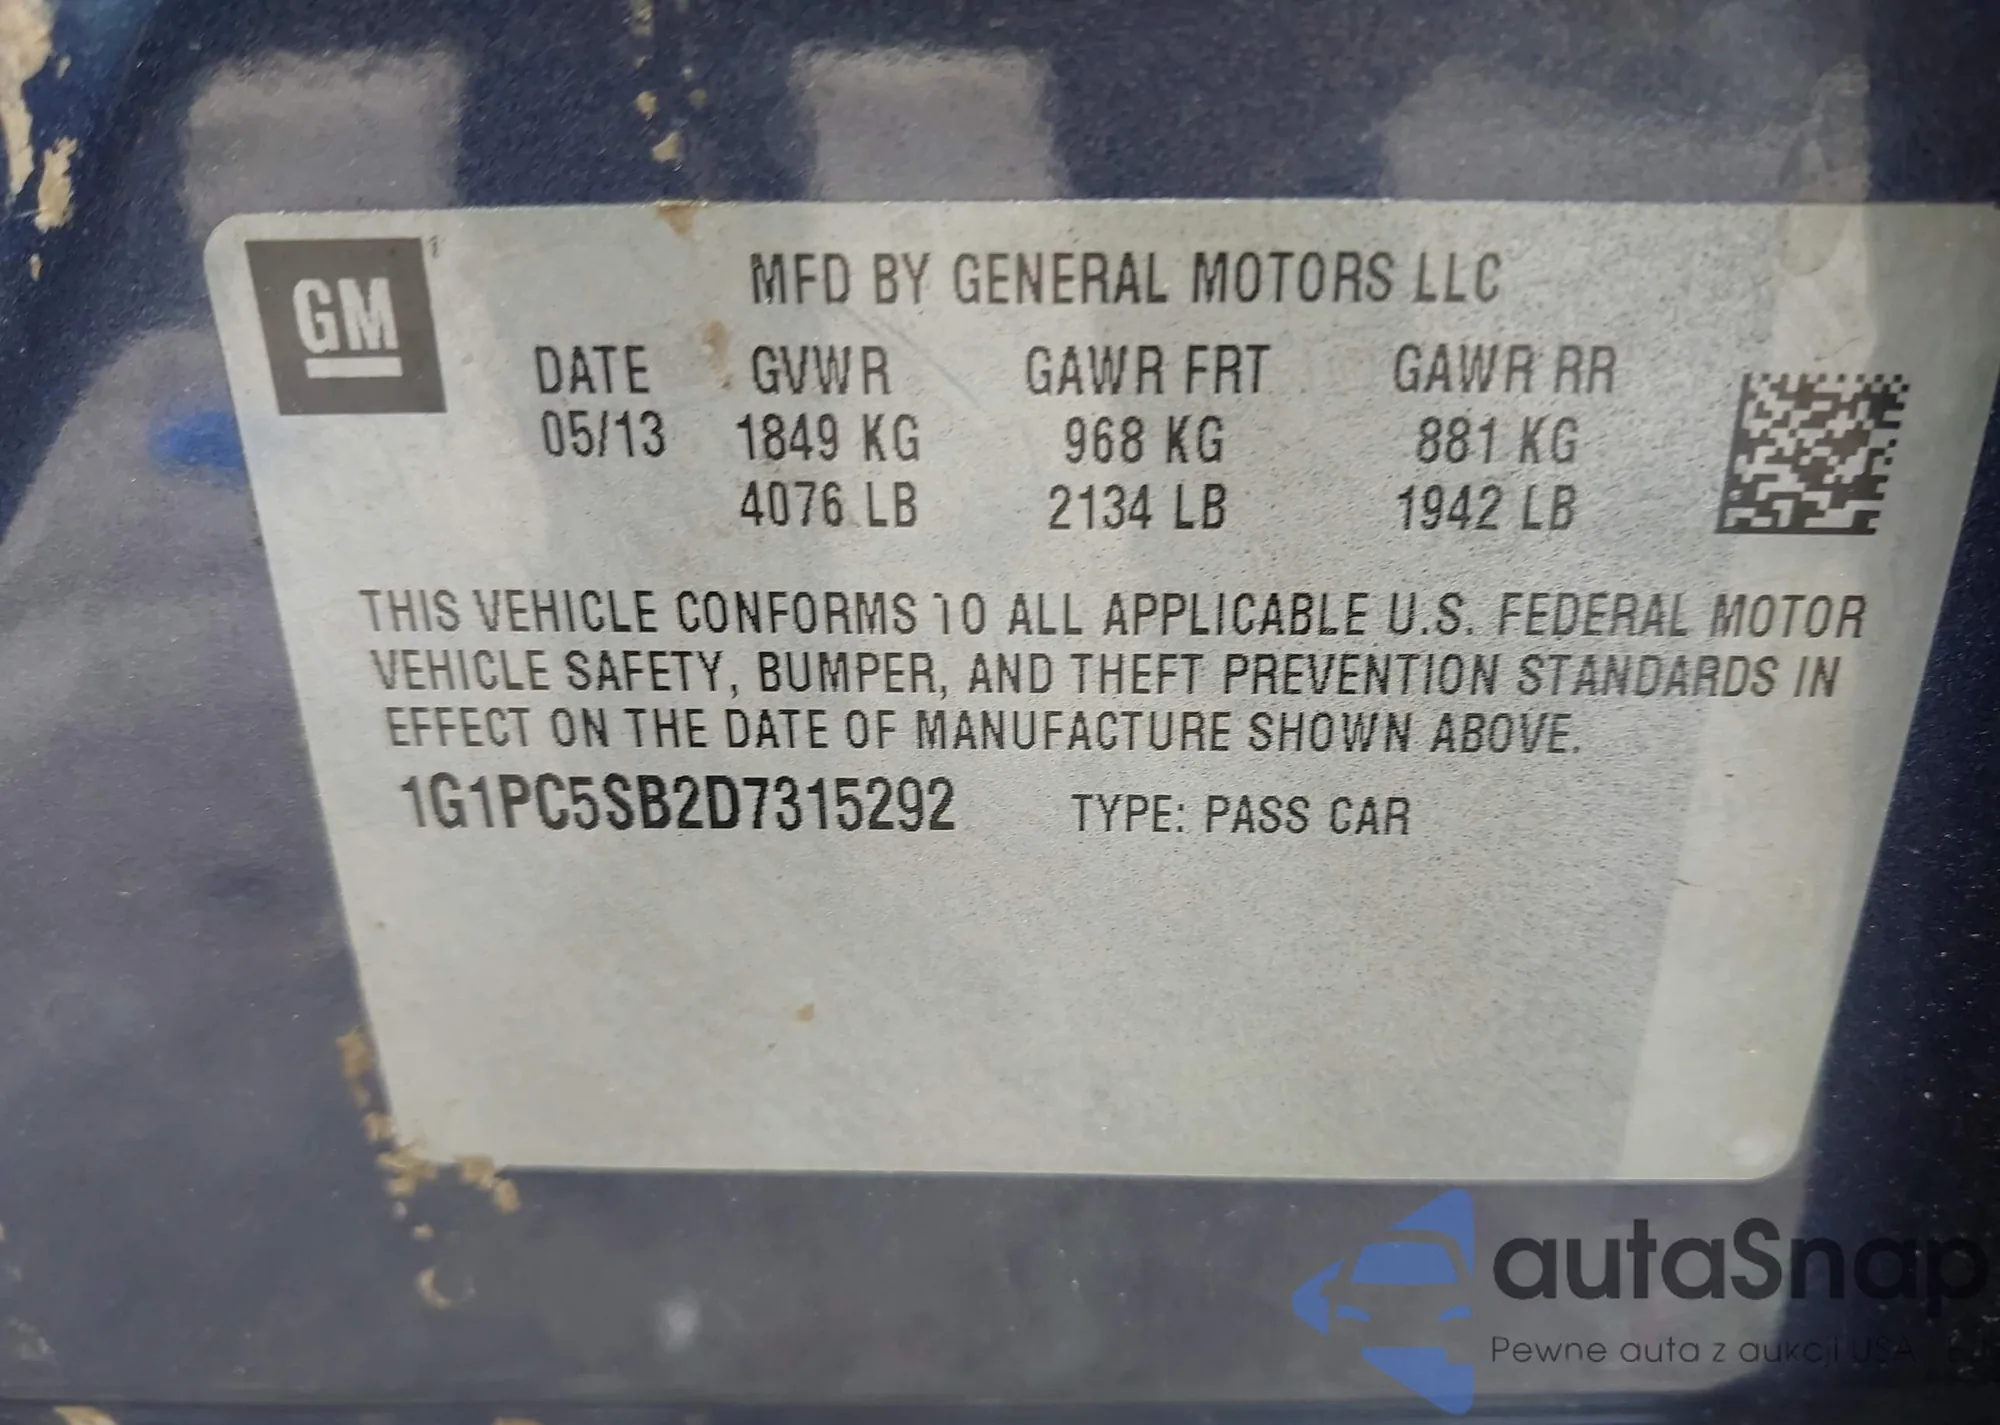 GM
MFD BY GENERAL MOTORS LLC
DATE GVWR GAWR FRT GAWR RR
05/13 1849 KG 968 KG 881 KG
4076 LB 2134 LB 1942 LB
THIS VEHICLE CONFORMS TO ALL APPLICABLE U.S. FEDERAL MOTOR
VEHICLE SAFETY, BUMPER, AND THEFT PREVENTION STANDARDS IN
EFFECT ON THE DATE OF MANUFACTURE SHOWN ABOVE.
1G1PC5SB2D7315292 TYPE: PASS CAR
autaSnap
Pewne auta z aukcji USA